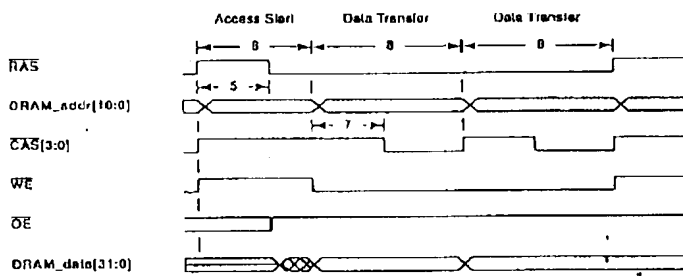 Access Start Data Transfer Data Transfer
6 8 8
RAS
5
DRAM_addr[10:0]
7
CAS[3:0]
WE
OE
DRAM_data[31:0]